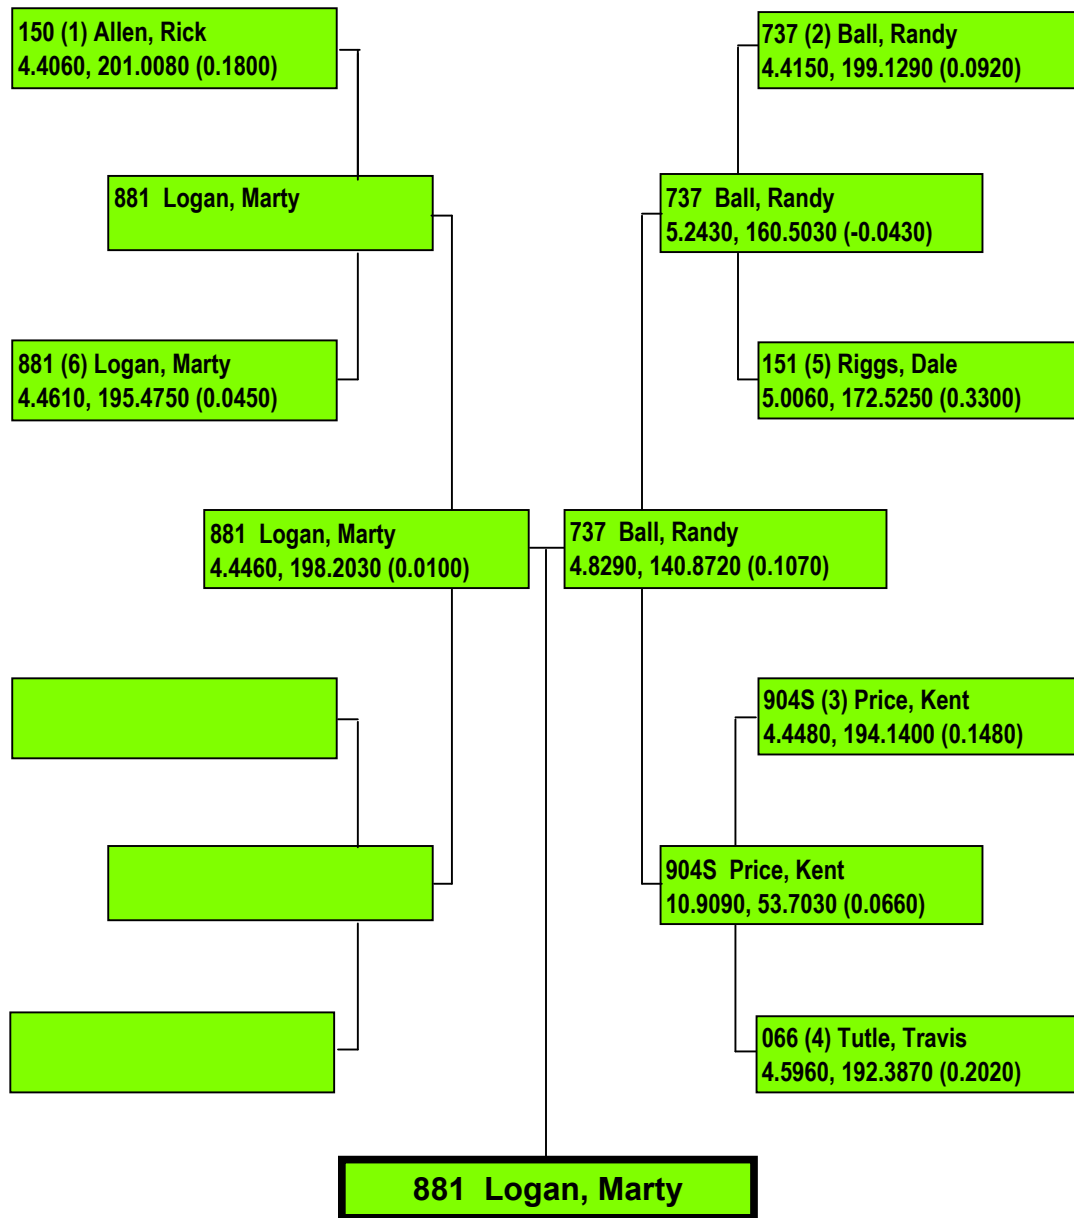 150 (1) Allen, Rick
4.4060, 201.0080 (0.1800)
737 (2) Ball, Randy
4.4150, 199.1290 (0.0920)
881  Logan, Marty
737  Ball, Randy
5.2430, 160.5030 (-0.0430)
881 (6) Logan, Marty
4.4610, 195.4750 (0.0450)
151 (5) Riggs, Dale
5.0060, 172.5250 (0.3300)
881  Logan, Marty
4.4460, 198.2030 (0.0100)
737  Ball, Randy
4.8290, 140.8720 (0.1070)
904S (3) Price, Kent
4.4480, 194.1400 (0.1480)
904S  Price, Kent
10.9090, 53.7030 (0.0660)
066 (4) Tutle, Travis
4.5960, 192.3870 (0.2020)
881  Logan, Marty